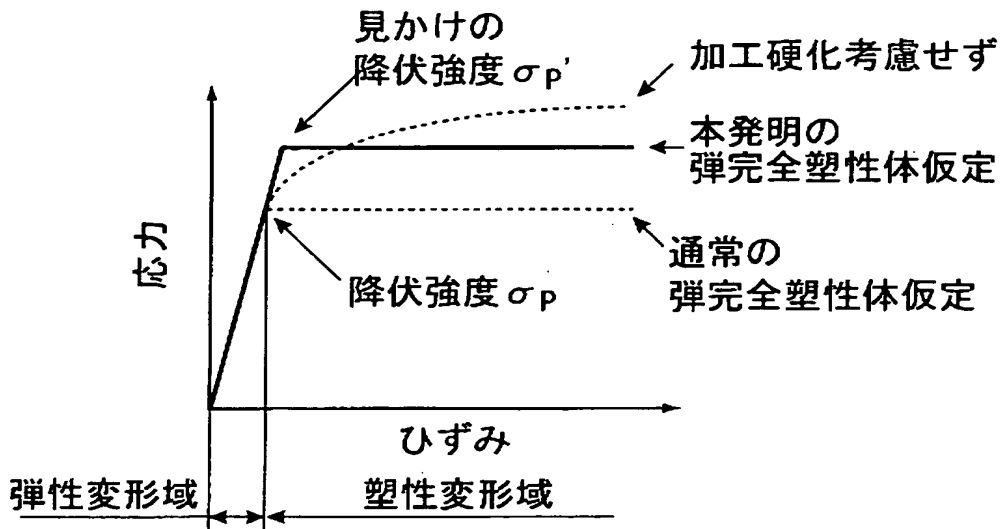 見かけの
降伏強度σp'
加工硬化考慮せず
本発明の
弾完全塑性体仮定
応力
通常の
弾完全塑性体仮定
降伏強度σp
ひずみ
弾性変形域
塑性変形域